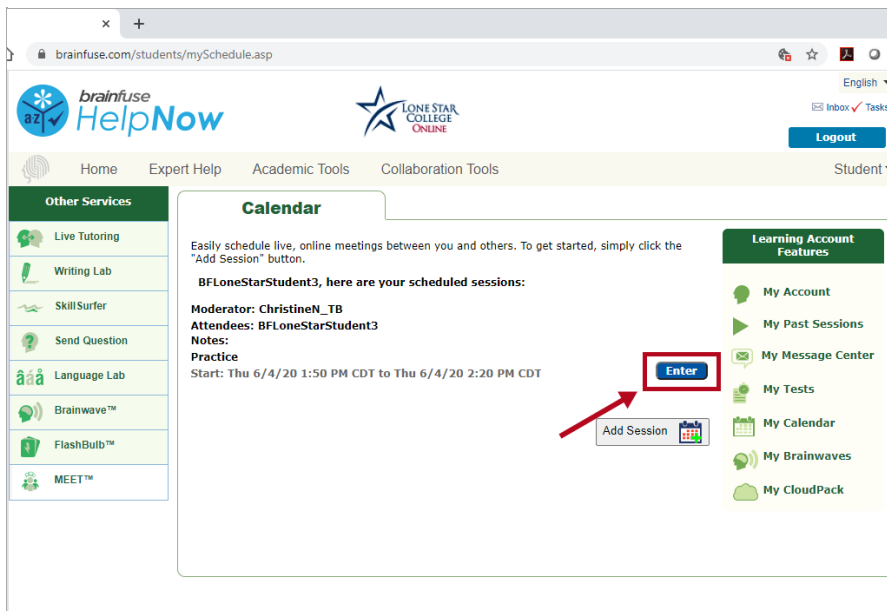 brainfuse.com/students/mySchedule.asp
English
brainfuse
HelpNow
az
LONE STAR
COLLEGE
ONLINE
Inbox Tasks
Logout
Home Expert Help Academic Tools Collaboration Tools Student
Other Services
Live Tutoring
Writing Lab
SkillSurfer
Send Question
âãå Language Lab
Brainwave™
FlashBulb™
MEET™
Calendar
Easily schedule live, online meetings between you and others. To get started, simply click the
"Add Session" button.
BFLoneStarStudent3, here are your scheduled sessions:
Moderator: ChristineN_TB
Attendees: BFLoneStarStudent3
Notes:
Practice
Start: Thu 6/4/20 1:50 PM CDT to Thu 6/4/20 2:20 PM CDT
Enter
Add Session
Learning Account
Features
My Account
My Past Sessions
My Message Center
My Tests
My Calendar
My Brainwaves
My CloudPack